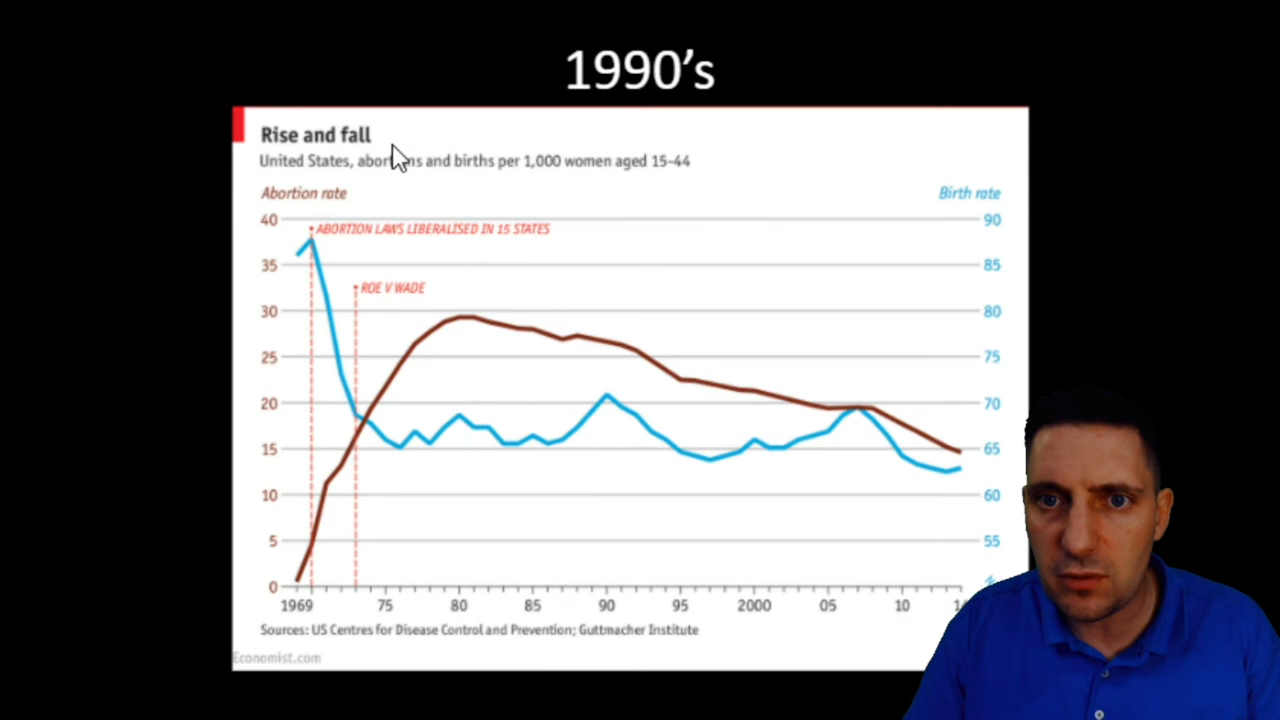 1990's
Rise and fall
United States, abortions and births per 1,000 women aged 15-44
Abortion rate
Birth rate
40
90
ABORTION LAWS LIBERALISED IN 15 STATES
35
85
ROE V WADE
30
80
25
75
20
70
15
65
10
60
5
55
0
1969 75 80 85 90 95 2000 05 10
Sources: US Centres for Disease Control and Prevention; Guttmacher Institute
Economist.com